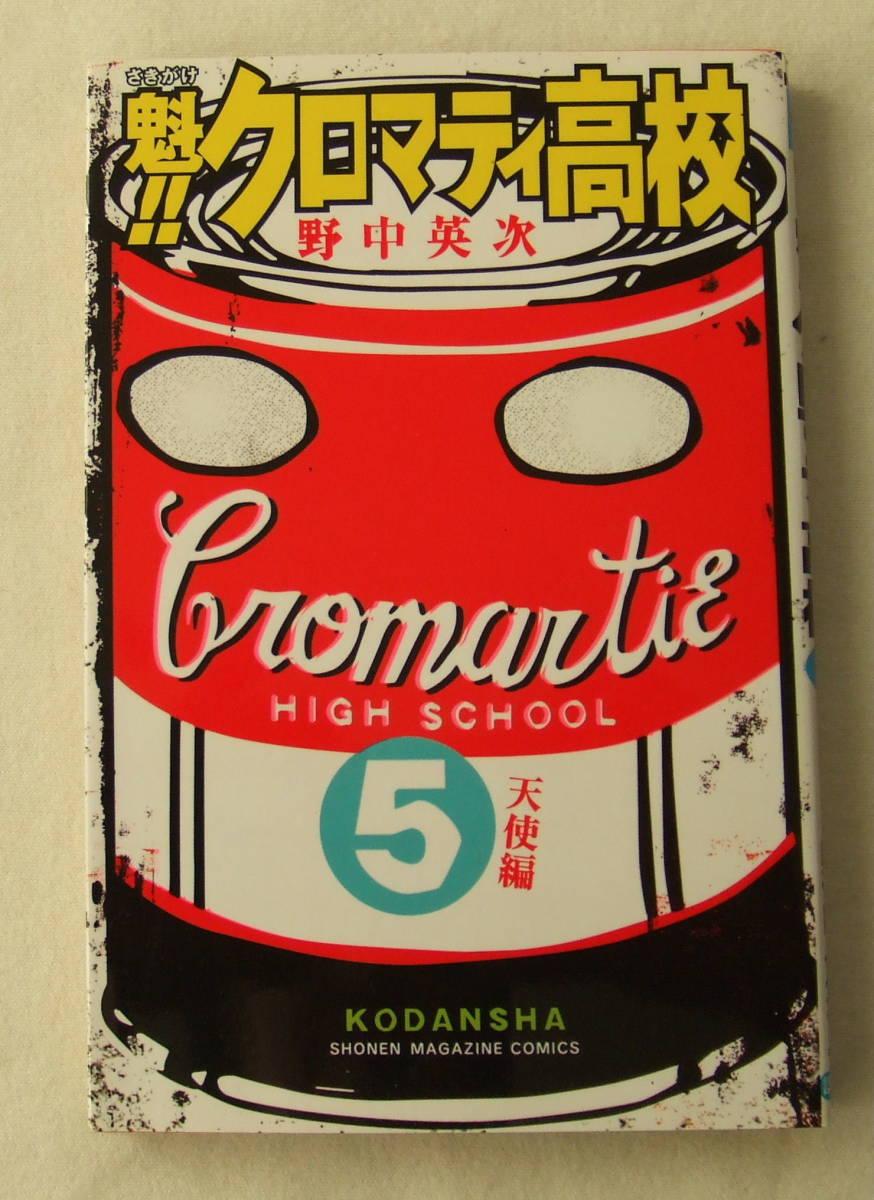 さきがけ
魁!!クロマティ高校
野中英次
Cromartie
HIGH SCHOOL
5
天使編
KODANSHA
SHONEN MAGAZINE COMICS